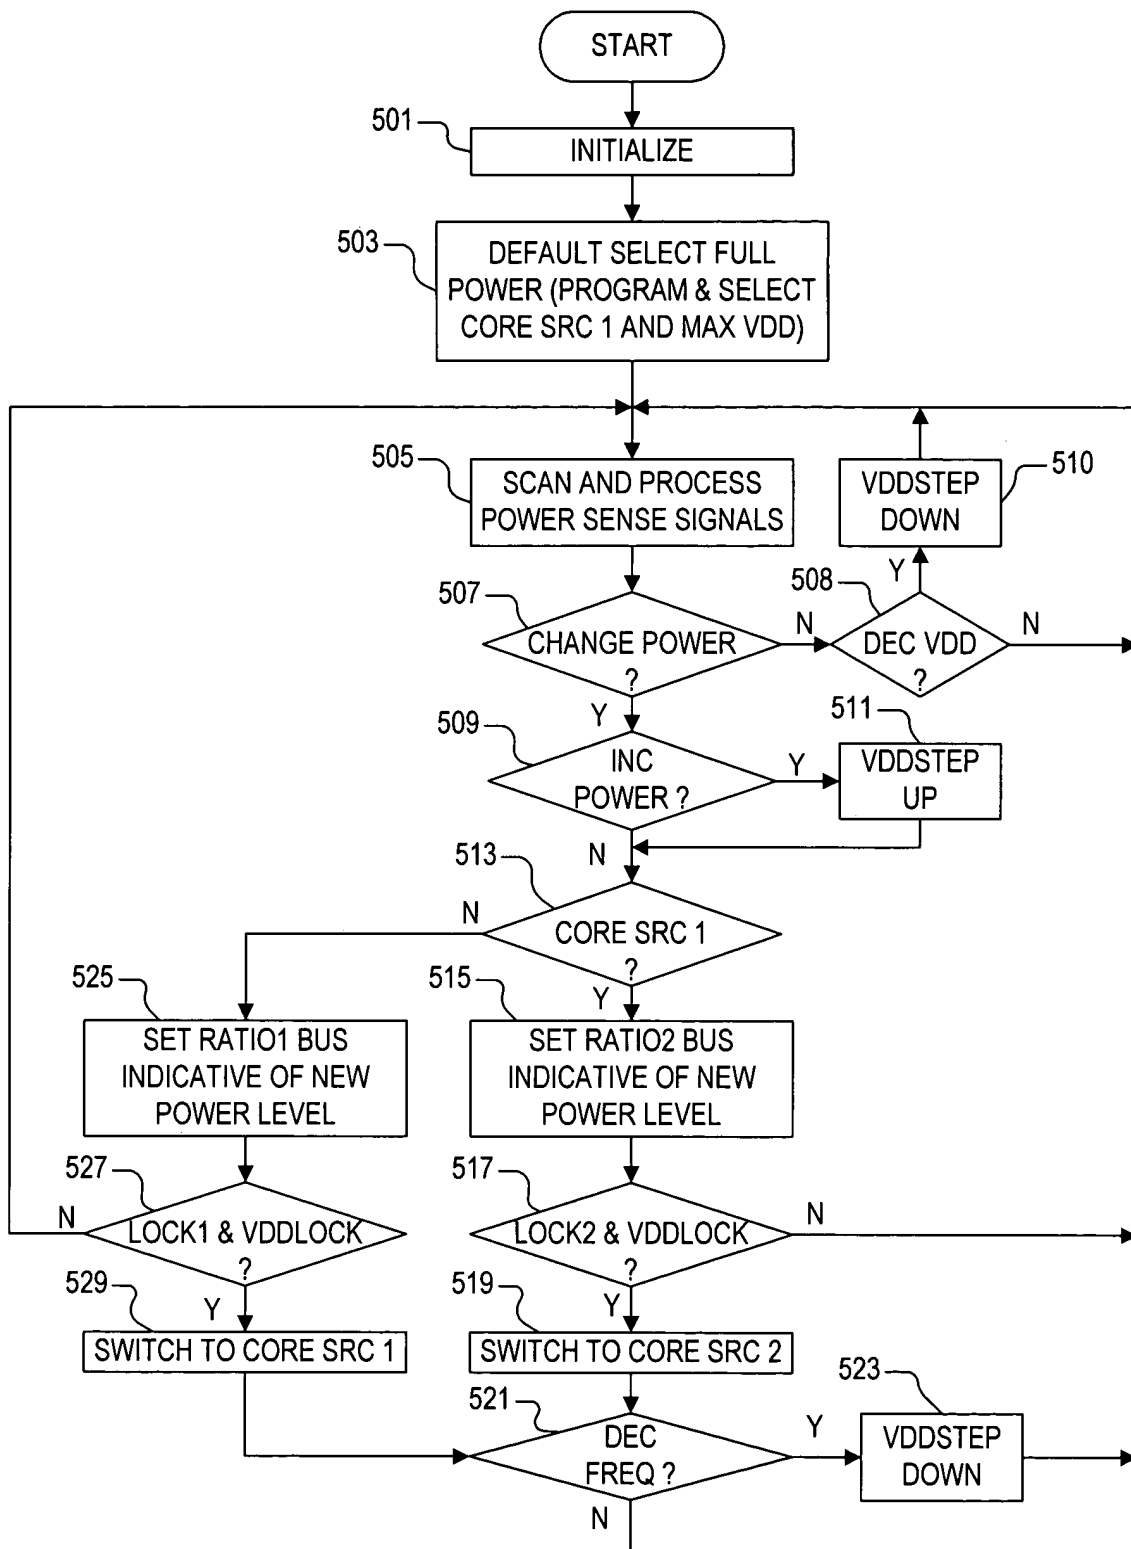 START
501
INITIALIZE
503
DEFAULT SELECT FULL
POWER (PROGRAM & SELECT
CORE SRC 1 AND MAX VDD)
505
SCAN AND PROCESS
POWER SENSE SIGNALS
VDDSTEP
DOWN
510
Y
508
507
CHANGE POWER
?
N
DEC VDD
?
N
Y
509
INC
POWER ?
Y
511
VDDSTEP
UP
N
513
CORE SRC 1
?
N
Y
525
SET RATIO1 BUS
INDICATIVE OF NEW
POWER LEVEL
515
SET RATIO2 BUS
INDICATIVE OF NEW
POWER LEVEL
527
N
LOCK1 & VDDLOCK
?
Y
517
LOCK2 & VDDLOCK
?
N
Y
529
SWITCH TO CORE SRC 1
519
SWITCH TO CORE SRC 2
521
DEC
FREQ ?
Y
523
VDDSTEP
DOWN
N